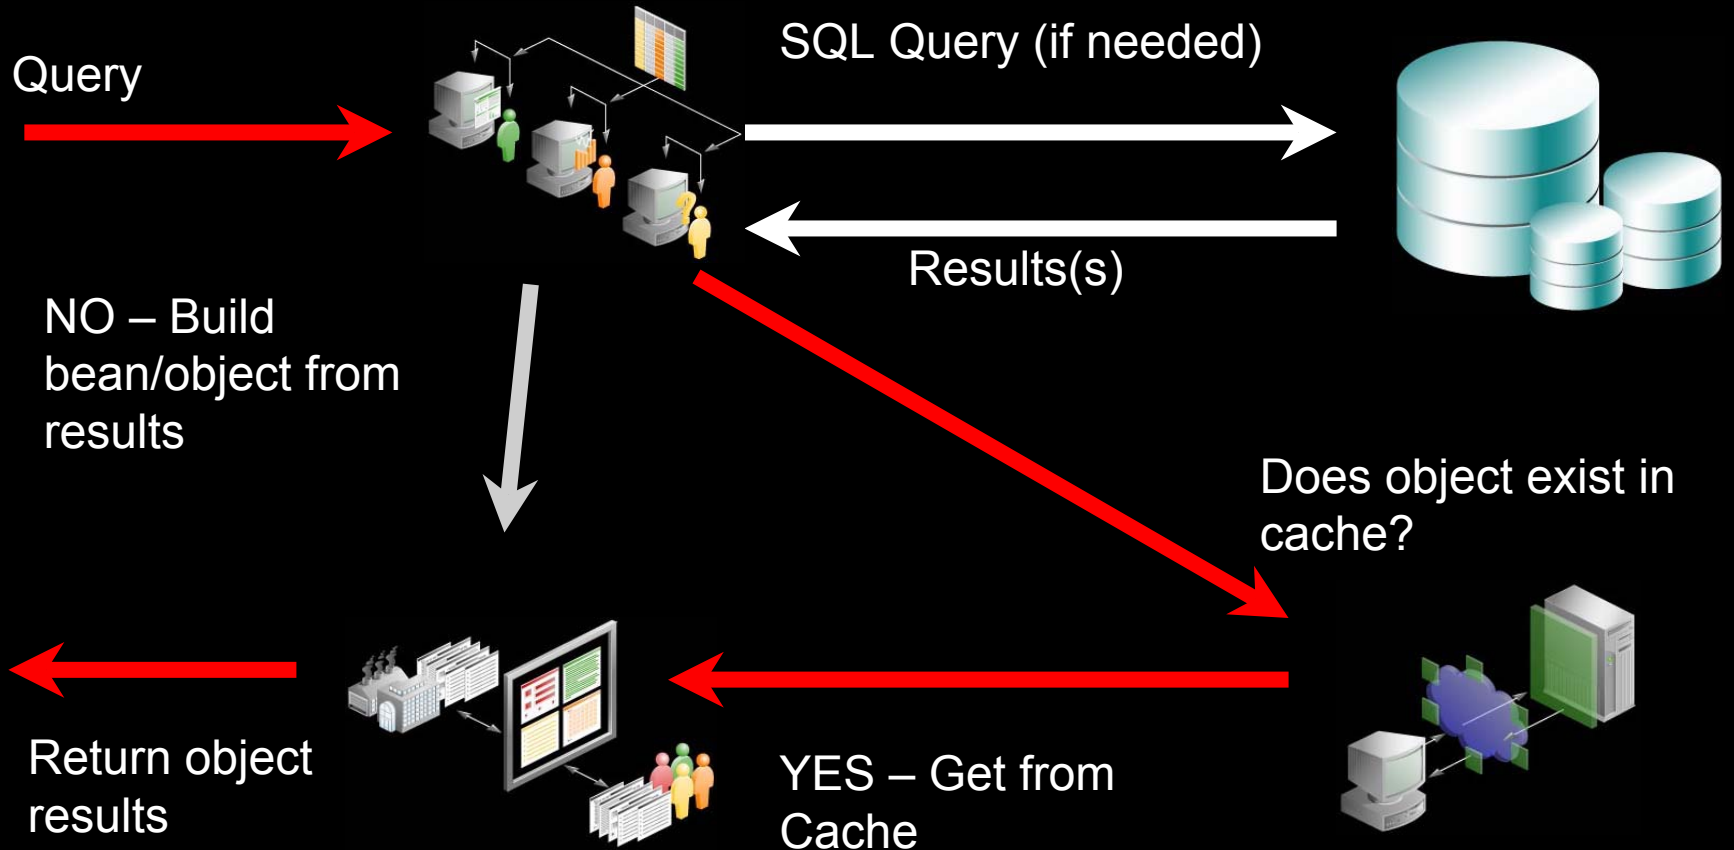 Query
SQL Query (if needed)
Results(s)
NO – Build
bean/object from
results
Does object exist in
cache?
YES – Get from
Cache
Return object
results